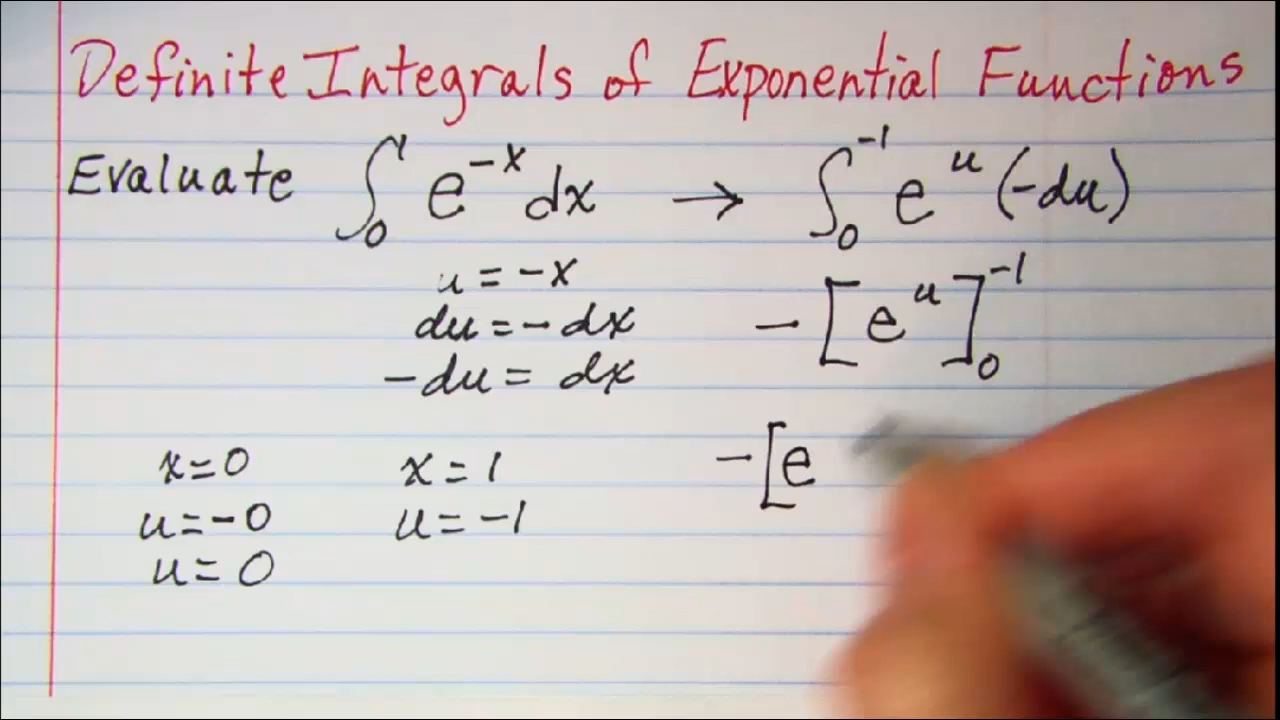 Definite Integrals of Exponential Functions
Evaluate ∫₀¹ e⁻ˣ dx → ∫₀⁻¹ eᵘ (-du)
u = -x
du = - dx
- [eᵘ]₀⁻¹
-du = dx
x = 0 x = 1
- [e
u = -0 u = -1
u = 0